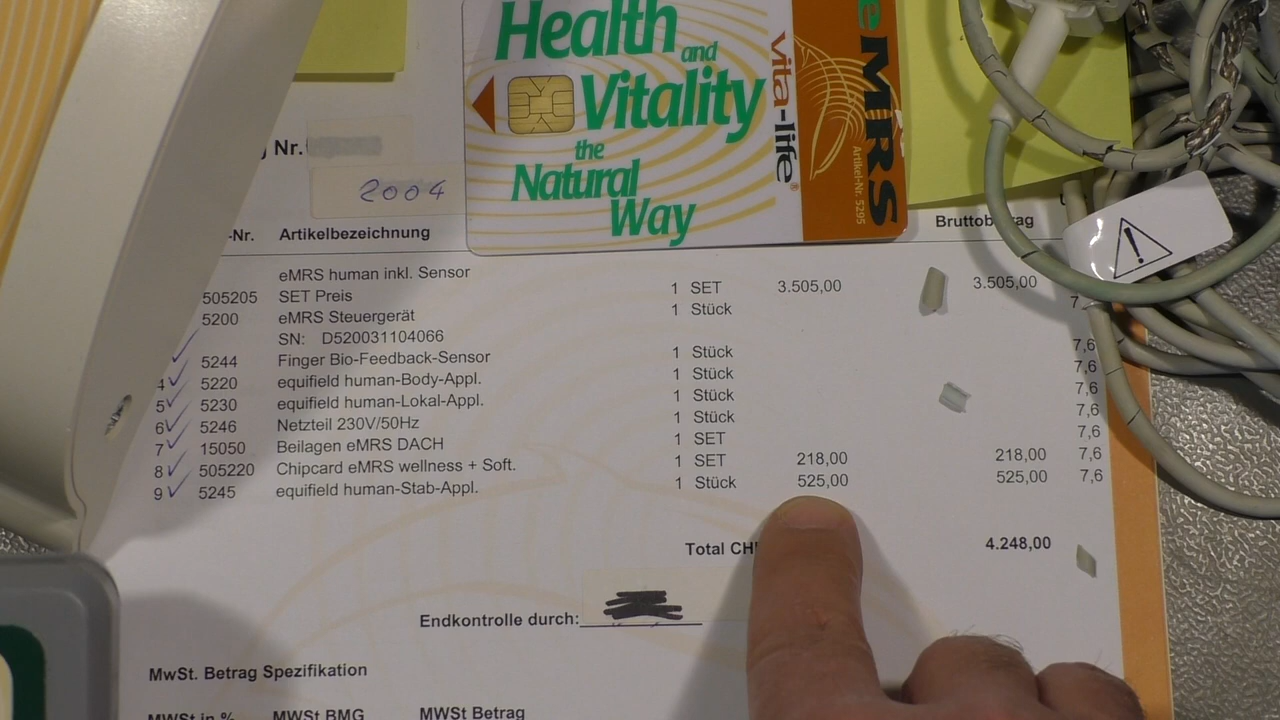 Health
and
Vitality
the
Natural
Way
vita-life®
eMRS
Artikel-Nr. 5295
Nr.
2004
-Nr. Artikelbezeichnung
eMRS human inkl. Sensor
505205 SET Preis 1 SET 3.505,00 3.505,00
5200 eMRS Steuergerät 1 Stück
SN: D520031104066
5244 Finger Bio-Feedback-Sensor 1 Stück 7,6
4 5220 equifield human-Body-Appl. 1 Stück 7,6
5 5230 equifield human-Lokal-Appl. 1 Stück 7,6
6 5246 Netzteil 230V/50Hz 1 Stück 7,6
7 15050 Beilagen eMRS DACH 1 SET 7,6
8 505220 Chipcard eMRS wellness + Soft. 1 SET 218,00 218,00 7,6
9 5245 equifield human-Stab-Appl. 1 Stück 525,00 525,00 7,6
Total 4.248,00
Endkontrolle durch:
MwSt. Betrag Spezifikation
MWSt in % MWSt BMG MWSt Betrag